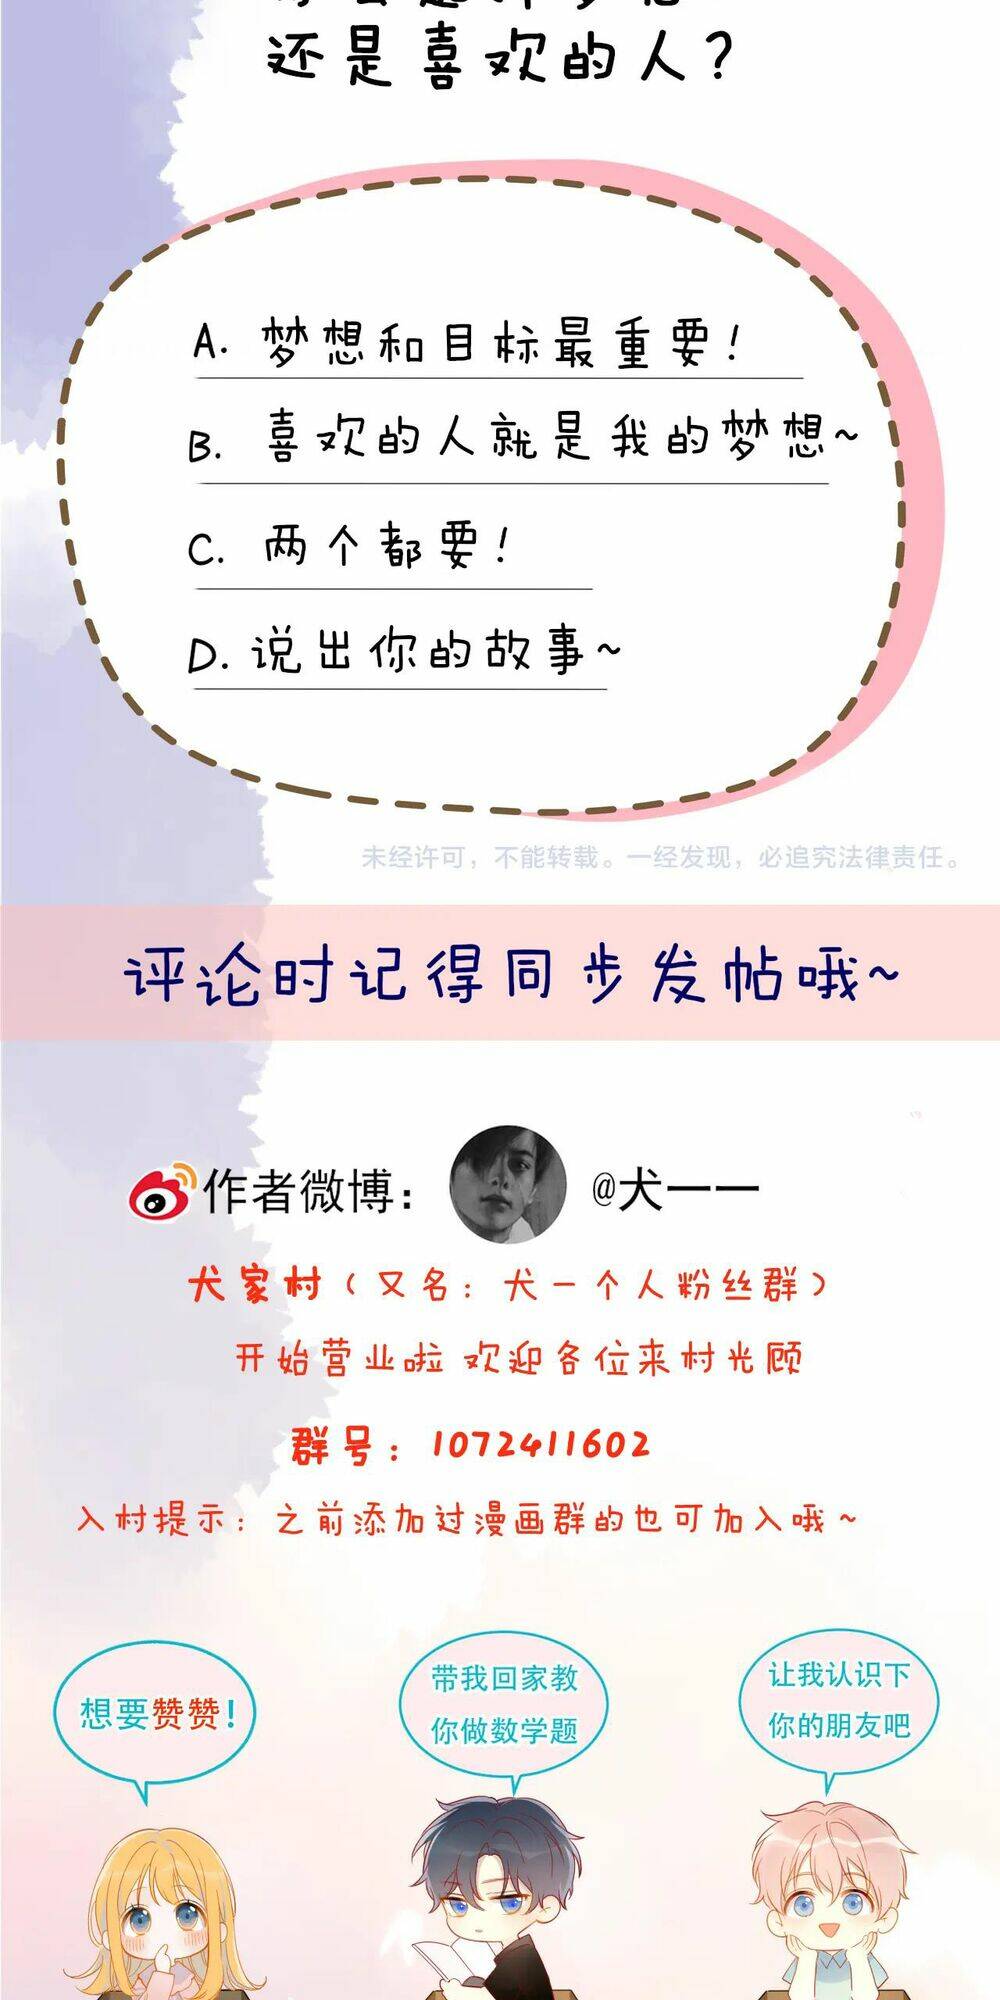 还是喜欢的人?
A. 梦想和目标最重要!
B. 喜欢的人就是我的梦想~
C. 两个都要!
D. 说出你的故事~
未经许可，不能转载。一经发现，必追究法律责任。
评论时记得同步发帖哦~
作者微博: @犬一一
犬家村（又名: 犬一个人粉丝群）
开始营业啦 欢迎各位来村光顾
群号: 1072411602
入村提示: 之前添加过漫画群的也可加入哦~
想要赞赞!
带我回家教
你做数学题
让我认识下
你的朋友吧